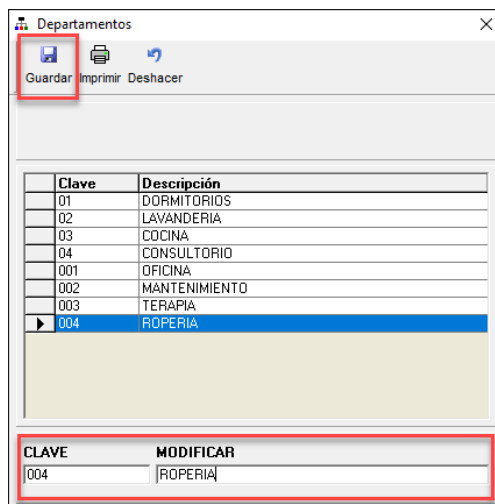 Departamentos
Guardar Imprimir Deshacer
Clave Descripción
01 DORMITORIOS
02 LAVANDERIA
03 COCINA
04 CONSULTORIO
001 OFICINA
002 MANTENIMIENTO
003 TERAPIA
004 ROPERIA
CLAVE MODIFICAR
004 ROPERIA